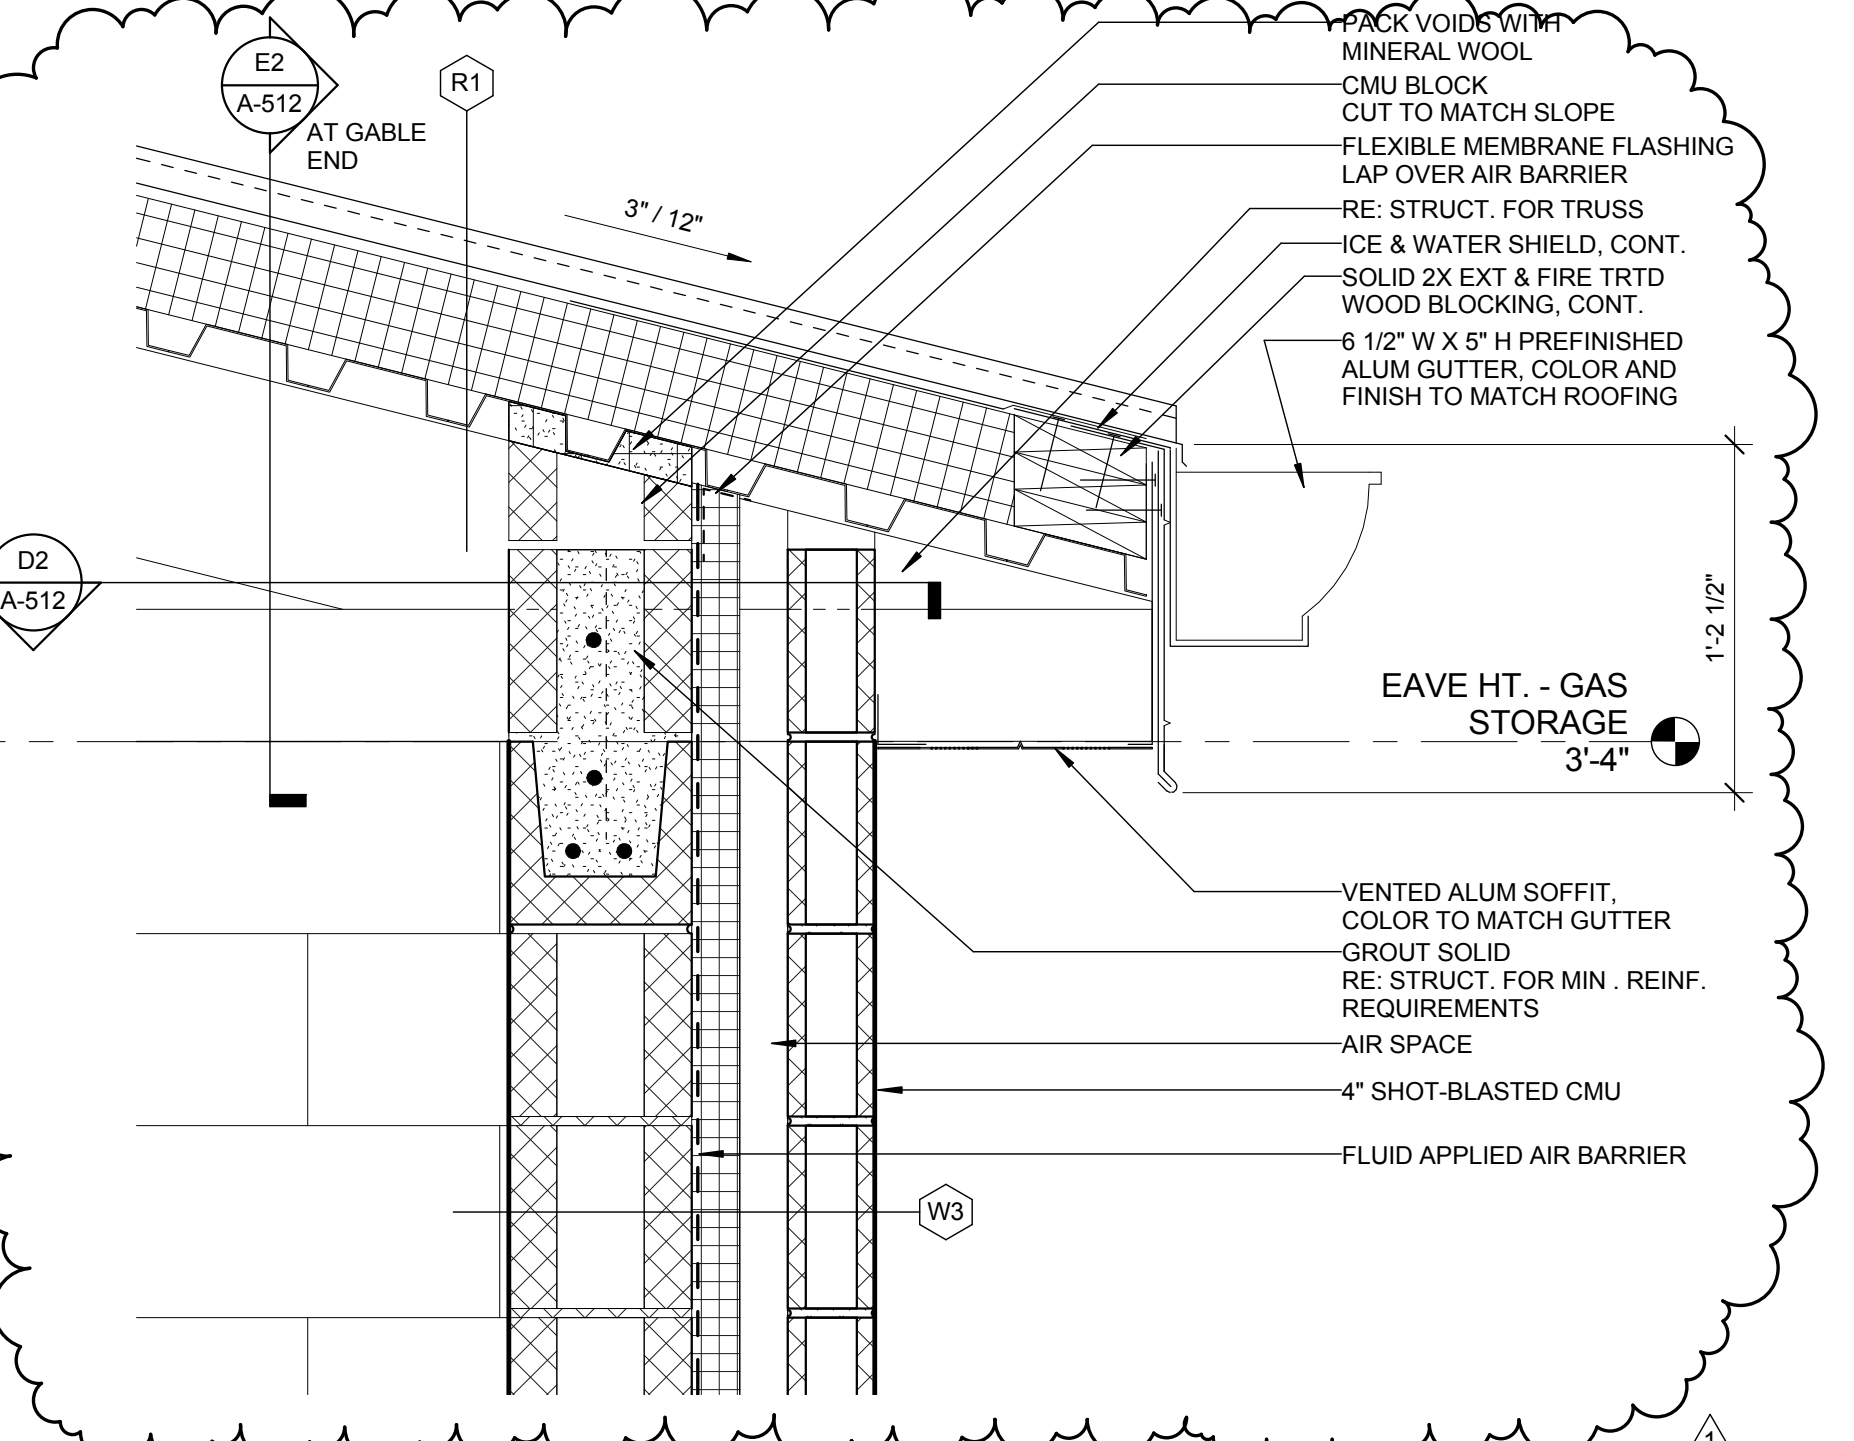 PACK VOIDS WITH
MINERAL WOOL
CMU BLOCK
CUT TO MATCH SLOPE
FLEXIBLE MEMBRANE FLASHING
LAP OVER AIR BARRIER
RE: STRUCT. FOR TRUSS
ICE & WATER SHIELD, CONT.
SOLID 2X EXT & FIRE TRTD
WOOD BLOCKING, CONT.
6 1/2" W X 5" H PREFINISHED
ALUM GUTTER, COLOR AND
FINISH TO MATCH ROOFING
E2
A-512
AT GABLE
END
R1
3" / 12"
D2
A-512
1'-2 1/2"
EAVE HT. - GAS
STORAGE
3'-4"
VENTED ALUM SOFFIT,
COLOR TO MATCH GUTTER
GROUT SOLID
RE: STRUCT. FOR MIN . REINF.
REQUIREMENTS
AIR SPACE
4" SHOT-BLASTED CMU
FLUID APPLIED AIR BARRIER
W3
1